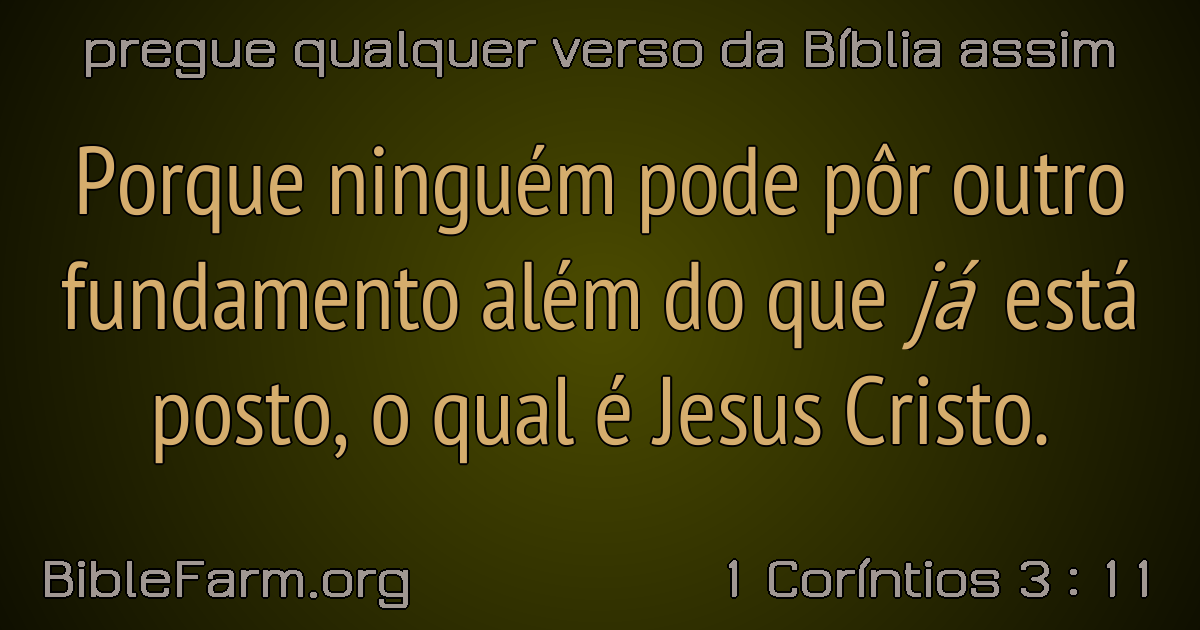 pregue qualquer verso da Bíblia assim
Porque ninguém pode pôr outro
fundamento além do que já está
posto, o qual é Jesus Cristo.
BibleFarm.org
1 Coríntios 3 : 11